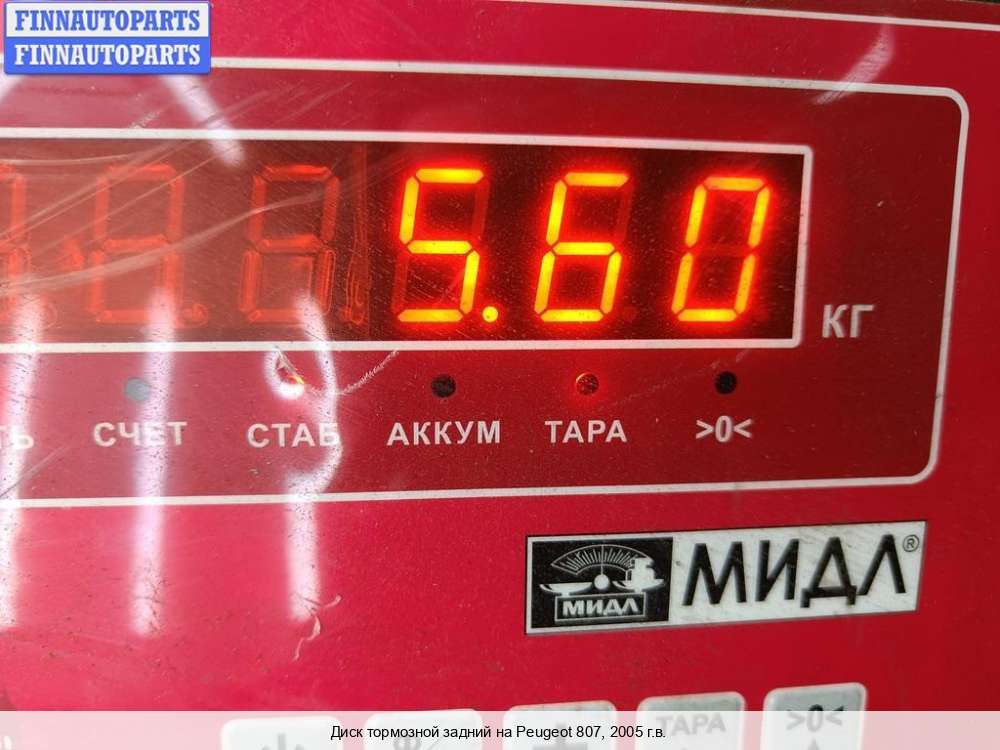 FINNAUTOPARTS
FINNAUTOPARTS
5.60
КГ
СЧЕТ СТАБ АККУМ ТАРА >0<
МИДЛ МИДЛ®
ТАРА >0<
Диск тормозной задний на Peugeot 807, 2005 г.в.